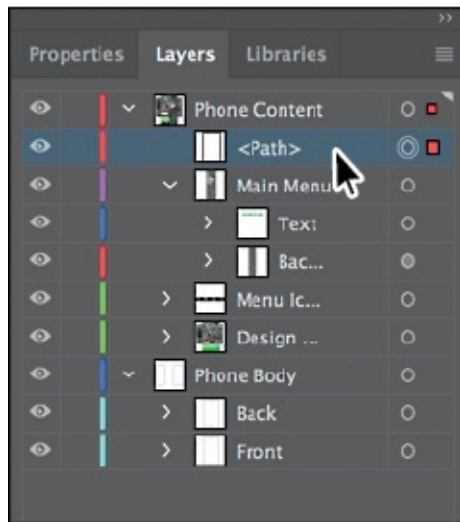 Properties Layers Libraries
Phone Content
<Path>
Main Menu
Text
Bac...
Menu Ic...
Design ...
Phone Body
Back
Front